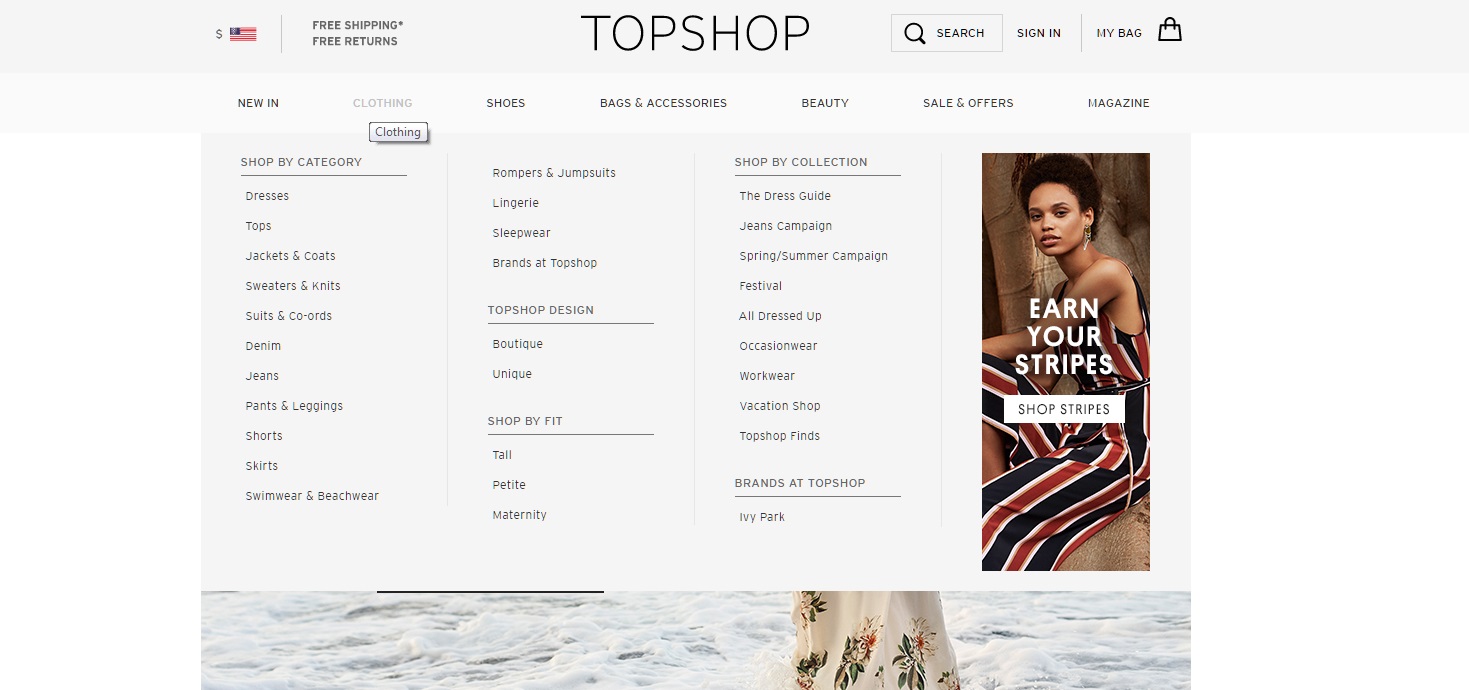 $
FREE SHIPPING*
FREE RETURNS
TOPSHOP
SEARCH
SIGN IN
MY BAG
NEW IN
CLOTHING
SHOES
BAGS & ACCESSORIES
BEAUTY
SALE & OFFERS
MAGAZINE
Clothing
SHOP BY CATEGORY
Dresses
Tops
Jackets & Coats
Sweaters & Knits
Suits & Co-ords
Denim
Jeans
Pants & Leggings
Shorts
Skirts
Swimwear & Beachwear
Rompers & Jumpsuits
Lingerie
Sleepwear
Brands at Topshop
TOPSHOP DESIGN
Boutique
Unique
SHOP BY FIT
Tall
Petite
Maternity
SHOP BY COLLECTION
The Dress Guide
Jeans Campaign
Spring/Summer Campaign
Festival
All Dressed Up
Occasionwear
Workwear
Vacation Shop
Topshop Finds
BRANDS AT TOPSHOP
Ivy Park
EARN
YOUR
STRIPES
SHOP STRIPES